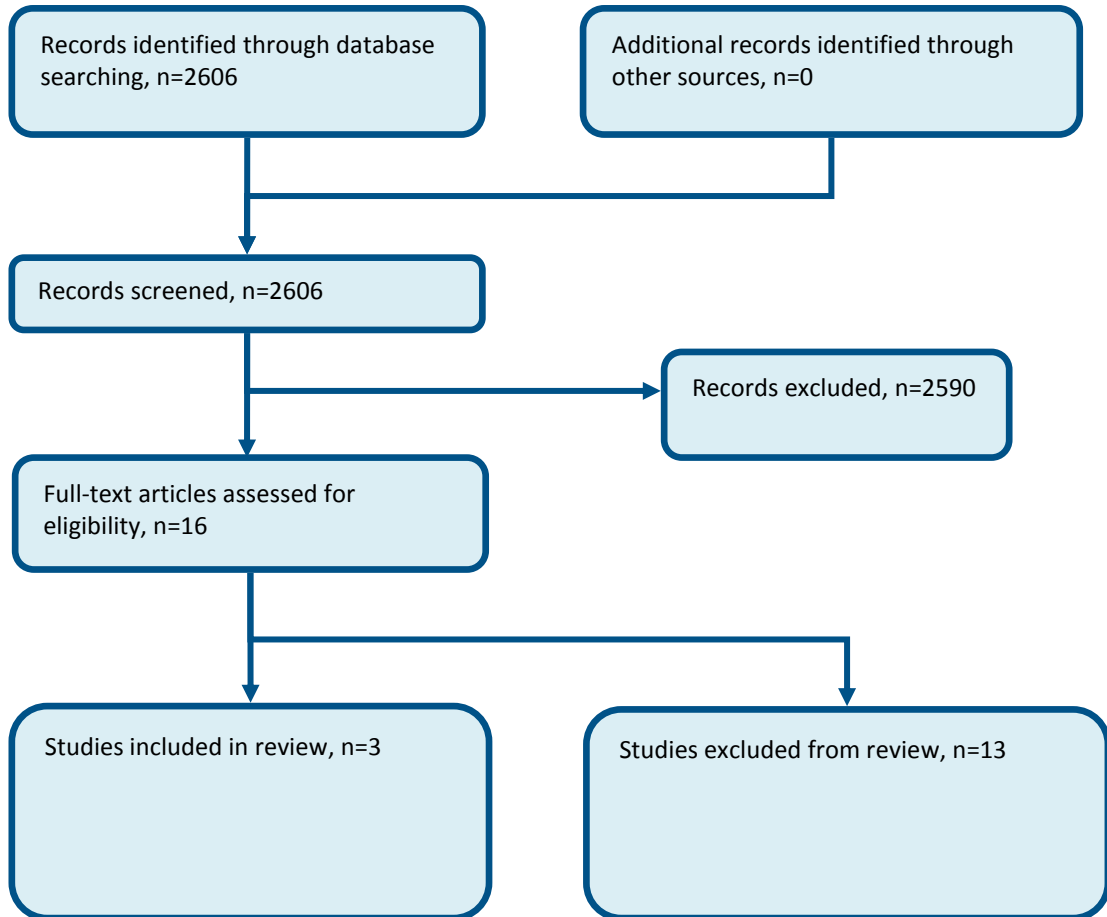 Records identified through database
searching, n=2606
Additional records identified through
other sources, n=0
Records screened, n=2606
Records excluded, n=2590
Full-text articles assessed for
eligibility, n=16
Studies included in review, n=3
Studies excluded from review, n=13